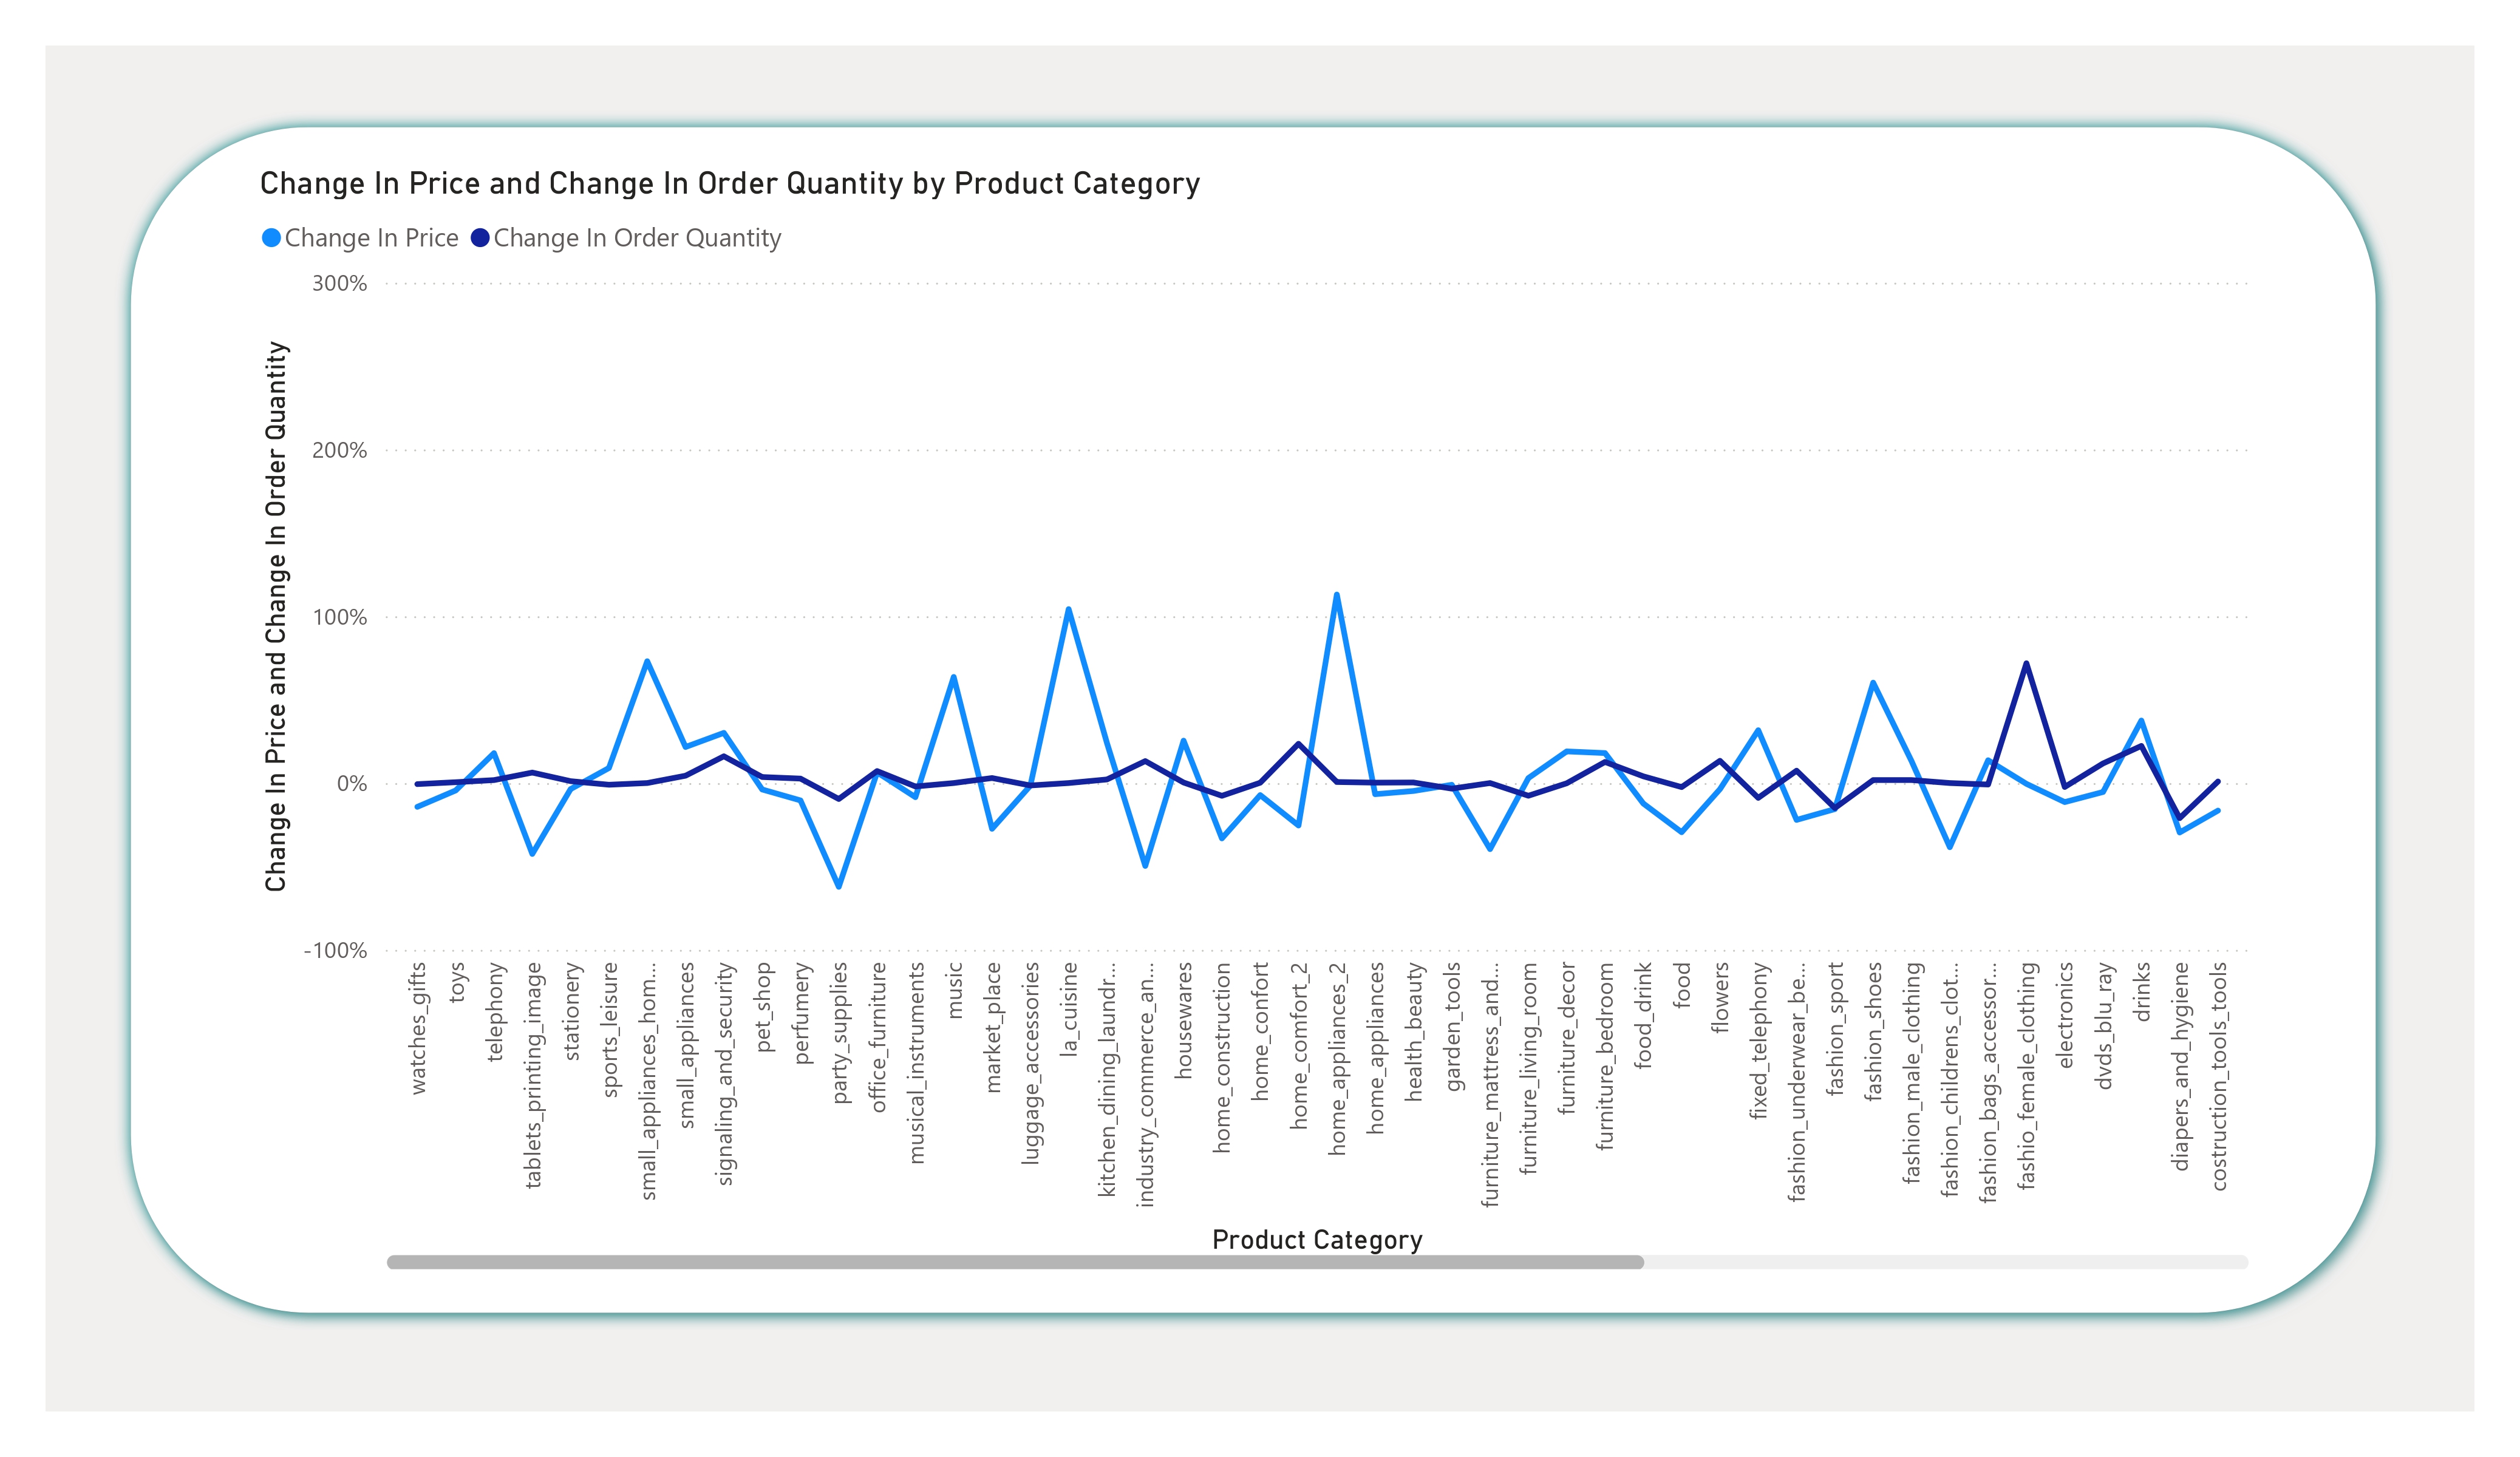 Change In Price and Change In Order Quantity by Product Category
Change In Price Change In Order Quantity
Change In Price and Change In Order Quantity
300%
200%
100%
0%
-100%
watches_gifts
toys
telephony
tablets_printing_image
stationery
sports_leisure
small_appliances_hom...
small_appliances
signaling_and_security
pet_shop
perfumery
party_supplies
office_furniture
musical_instruments
music
market_place
luggage_accessories
la_cuisine
kitchen_dining_laundr...
industry_commerce_an...
housewares
home_construction
home_confort
home_comfort_2
home_appliances_2
home_appliances
health_beauty
garden_tools
furniture_mattress_and...
furniture_living_room
furniture_decor
furniture_bedroom
food_drink
food
flowers
fixed_telephony
fashion_underwear_be...
fashion_sport
fashion_shoes
fashion_male_clothing
fashion_childrens_clot...
fashion_bags_accessor...
fashio_female_clothing
electronics
dvds_blu_ray
drinks
diapers_and_hygiene
costruction_tools_tools
Product Category